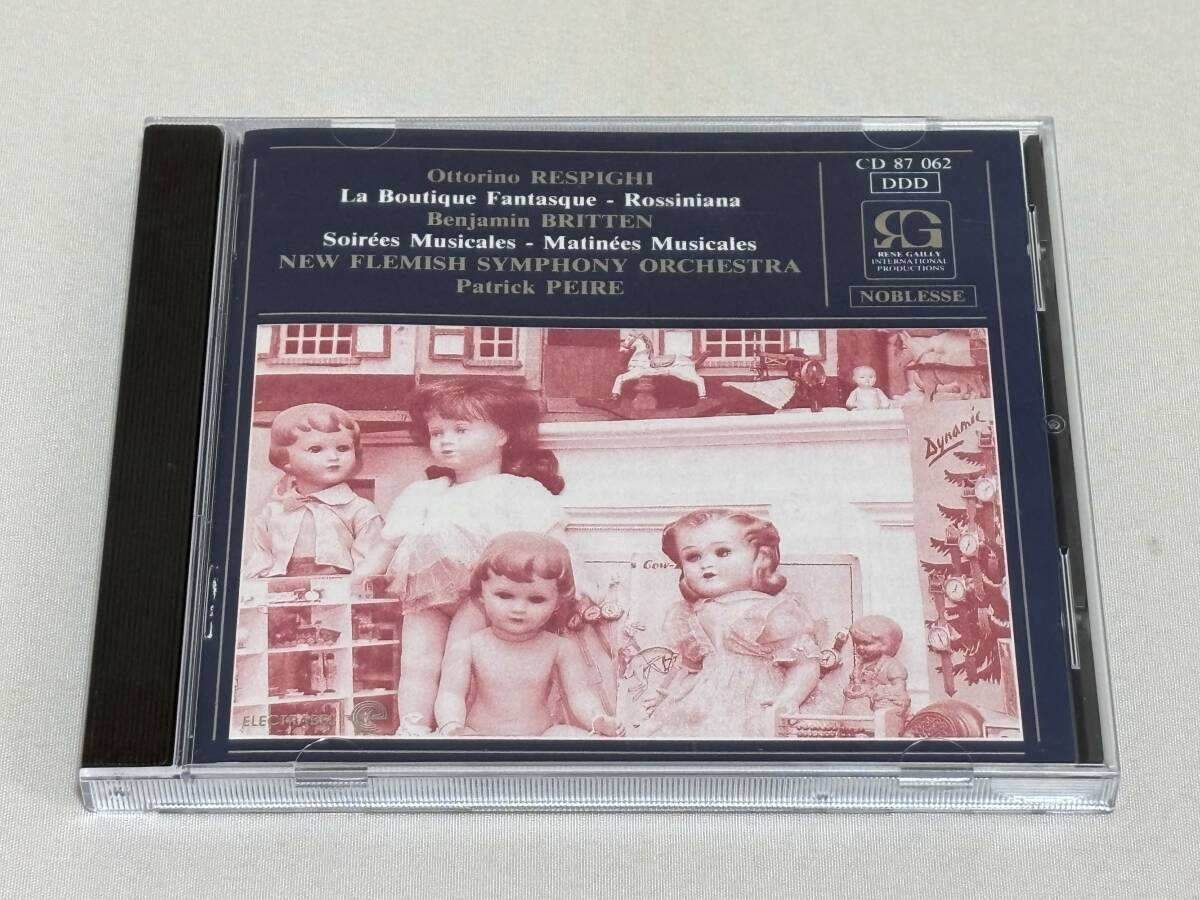 Ottorino RESPIGHI
La Boutique Fantasque - Rossiniana
Benjamin BRITTEN
Soirées Musicales - Matinées Musicales
NEW FLEMISH SYMPHONY ORCHESTRA
Patrick PEIRE
CD 87 062
DDD
RG
RENE GAILLY
INTERNATIONAL
PRODUCTIONS
NOBLESSE
Dynamic
ELECTRABEL